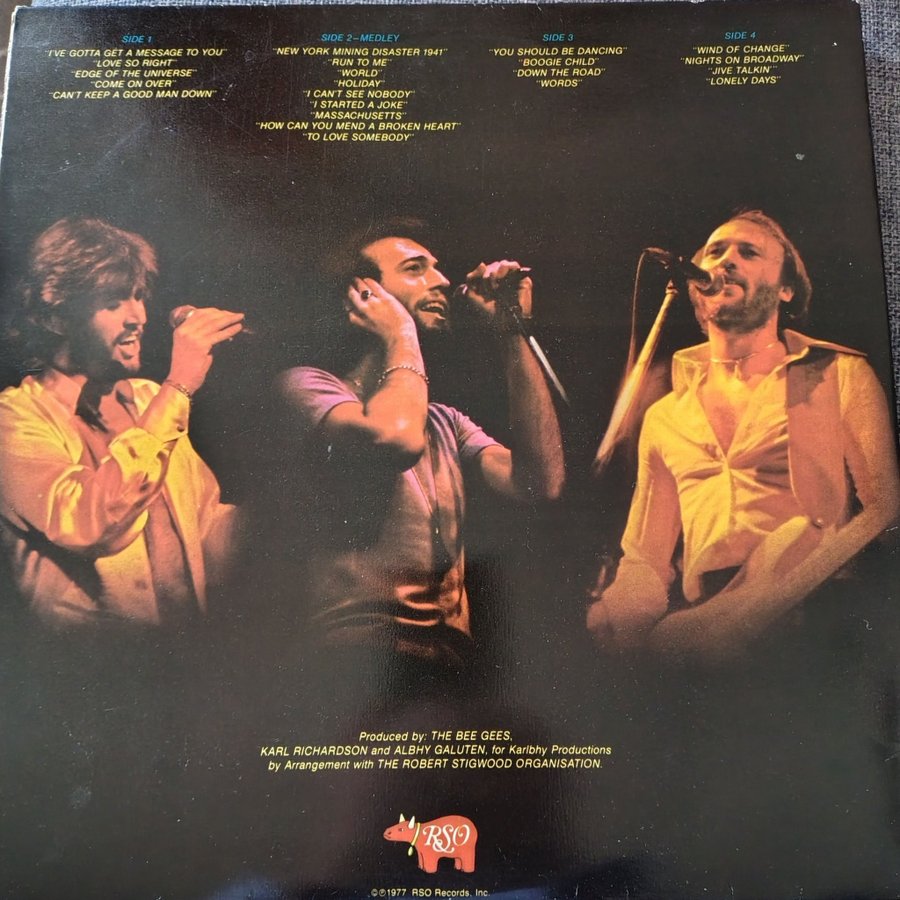 SIDE 1
"I'VE GOTTA GET A MESSAGE TO YOU"
"LOVE SO RIGHT"
"EDGE OF THE UNIVERSE"
"COME ON OVER"
"CAN'T KEEP A GOOD MAN DOWN"
SIDE 2–MEDLEY
"NEW YORK MINING DISASTER 1941"
"RUN TO ME"
"WORLD"
"HOLIDAY
"I CAN'T SEE NOBODY"
"I STARTED A JOKE"
"MASSACHUSETTS"
"HOW CAN YOU MEND A BROKEN HEART"
"TO LOVE SOMEBODY"
SIDE 3
"YOU SHOULD BE DANCING"
"BOOGIE CHILD"
"DOWN THE ROAD"
"WORDS"
SIDE 4
"WIND OF CHANGE"
"NIGHTS ON BROADWAY"
"JIVE TALKIN'"
"LONELY DAYS"
Produced by: THE BEE GEES,
KARL RICHARDSON and ALBHY GALUTEN, for Karlbhy Productions
by Arrangement with THE ROBERT STIGWOOD ORGANISATION.
RSO
©℗1977 RSO Records, Inc.